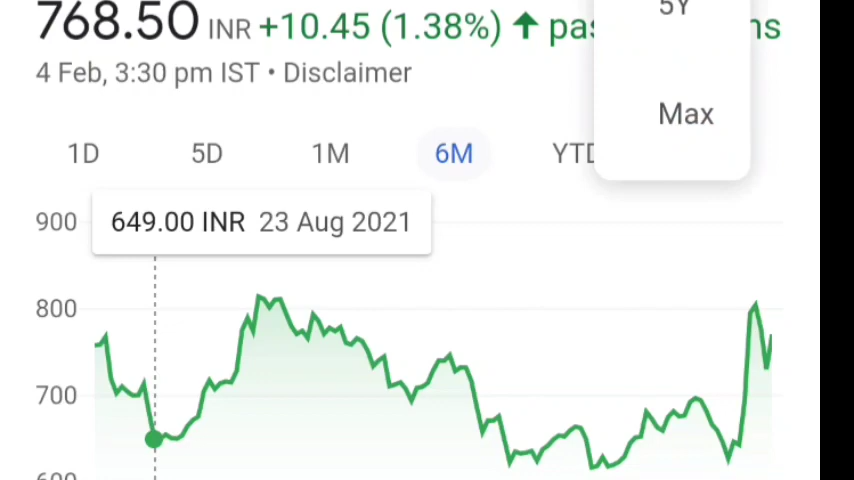 768.50 INR +10.45 (1.38%) ↑
5Y
4 Feb, 3:30 pm IST • Disclaimer
Max
1D 5D 1M 6M YTD
649.00 INR 23 Aug 2021
900
800
700
600